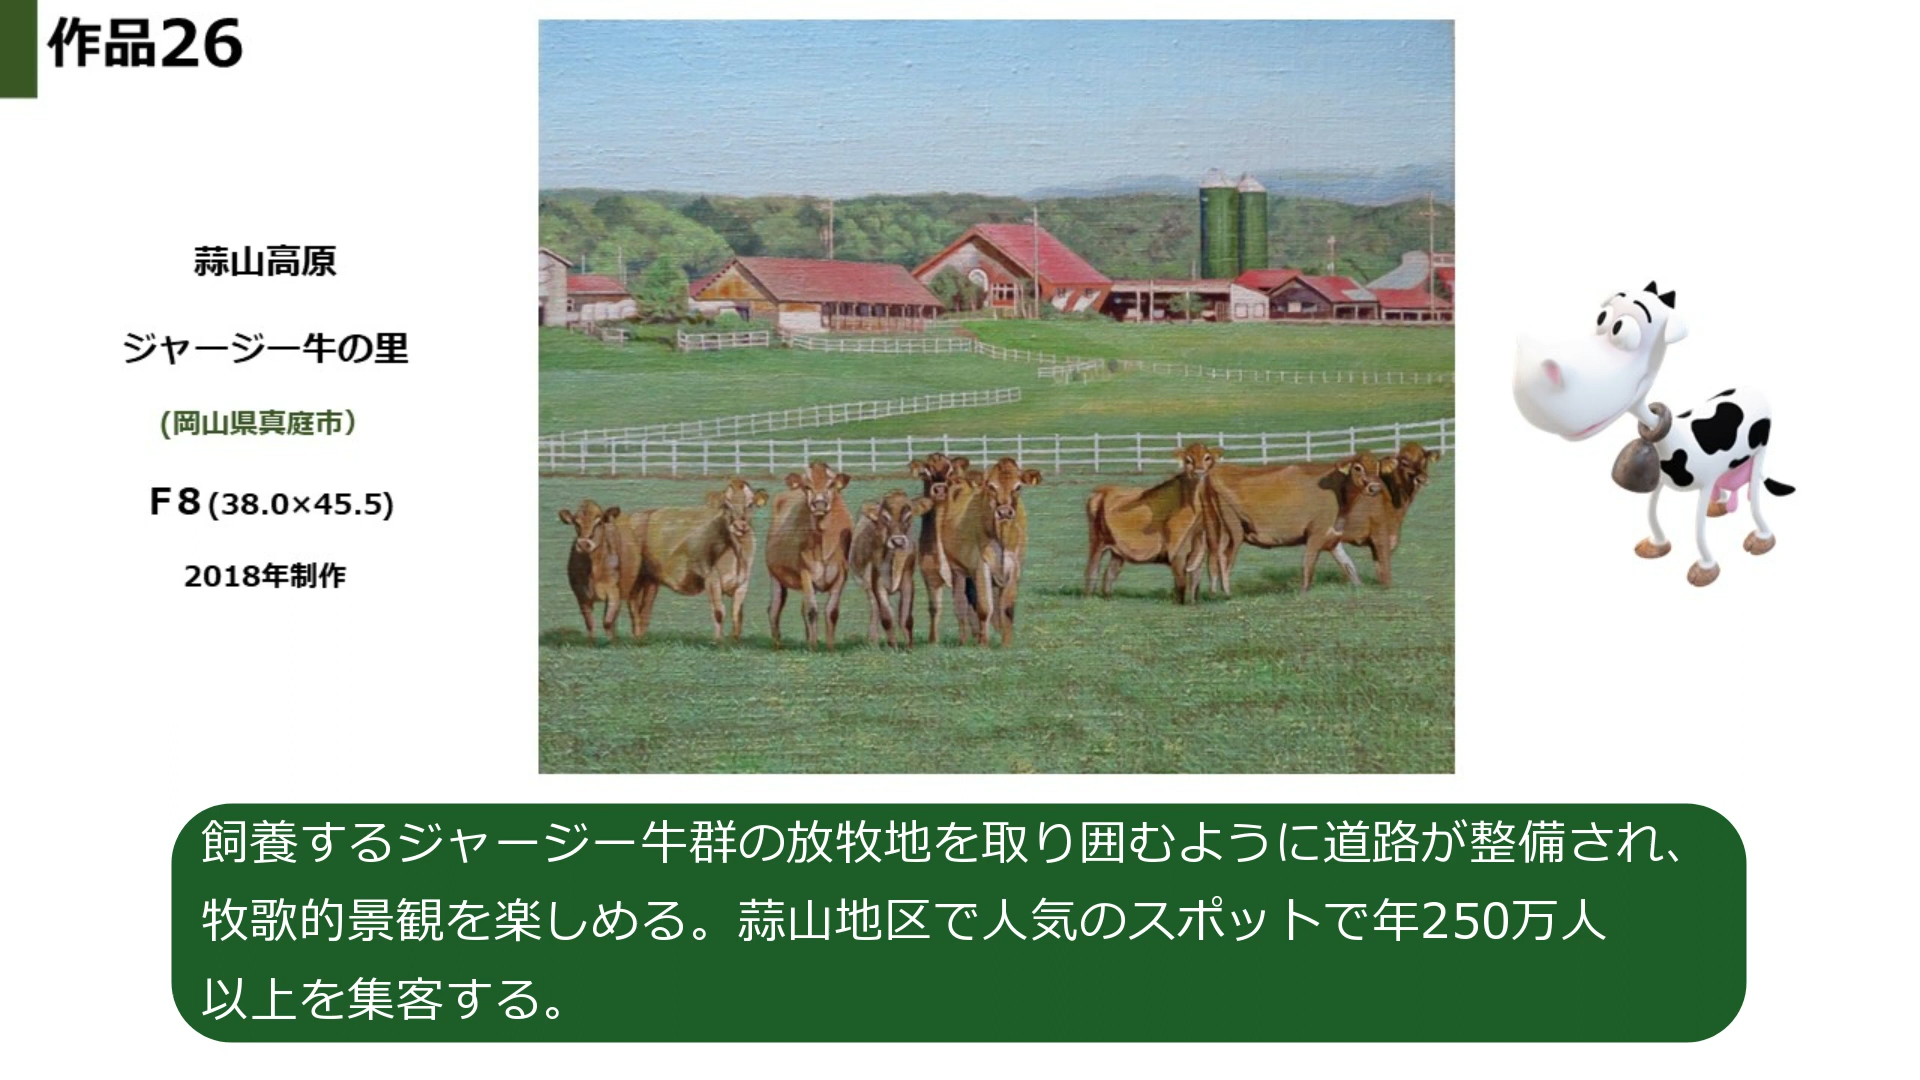 作品26
蒜山高原
ジャージー牛の里
(岡山県真庭市）
Ｆ８(38.0×45.5)
2018年制作
飼養するジャージー牛群の放牧地を取り囲むように道路が整備され、
牧歌的景観を楽しめる。蒜山地区で人気のスポットで年250万人
以上を集客する。